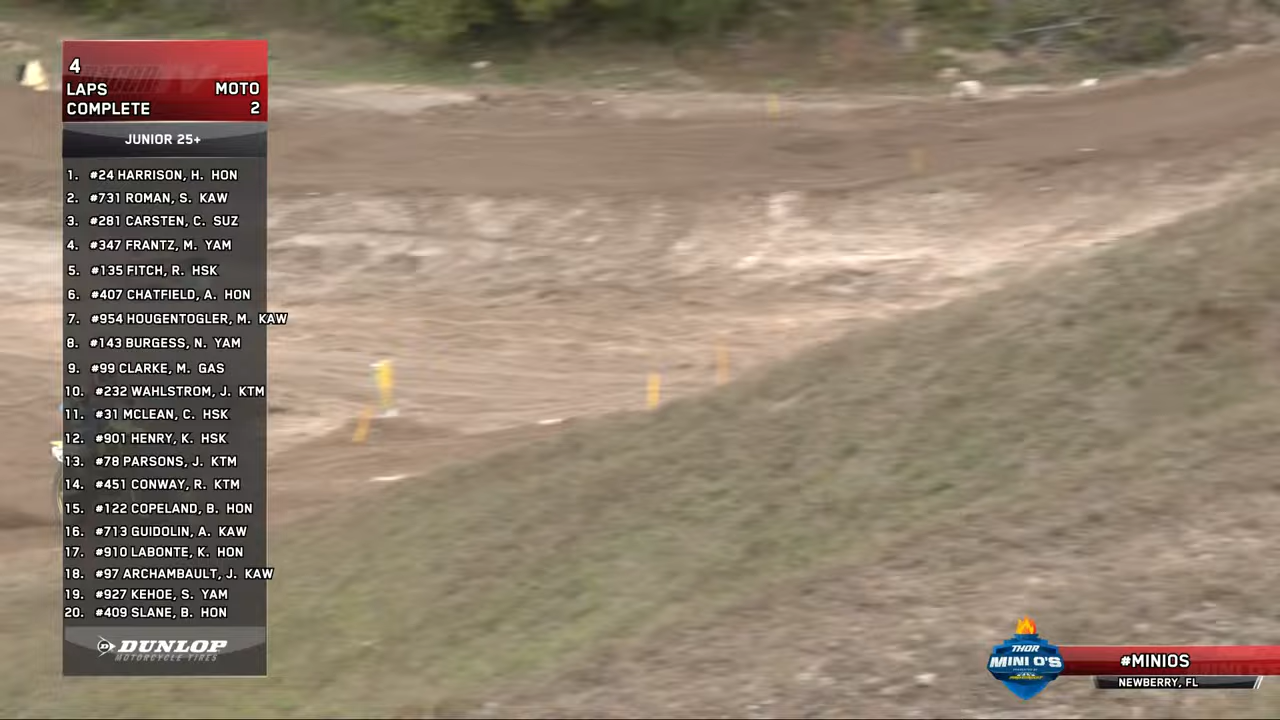 4
LAPS MOTO
COMPLETE 2
JUNIOR 25+
1. #24 HARRISON, H. HON
2. #731 ROMAN, S. KAW
3. #281 CARSTEN, C. SUZ
4. #347 FRANTZ, M. YAM
5. #135 FITCH, R. HSK
6. #407 CHATFIELD, A. HON
7. #954 HOUGENTOGLER, M. KAW
8. #143 BURGESS, N. YAM
9. #99 CLARKE, M. GAS
10. #232 WAHLSTROM, J. KTM
11. #31 MCLEAN, C. HSK
12. #901 HENRY, K. HSK
13. #78 PARSONS, J. KTM
14. #451 CONWAY, R. KTM
15. #122 COPELAND, B. HON
16. #713 GUIDOLIN, A. KAW
17. #910 LABONTE, K. HON
18. #97 ARCHAMBAULT, J. KAW
19. #927 KEHOE, S. YAM
20. #409 SLANE, B. HON
DUNLOP
MOTORCYCLE TIRES
THOR
MINI O'S
#MINIOS
NEWBERRY, FL